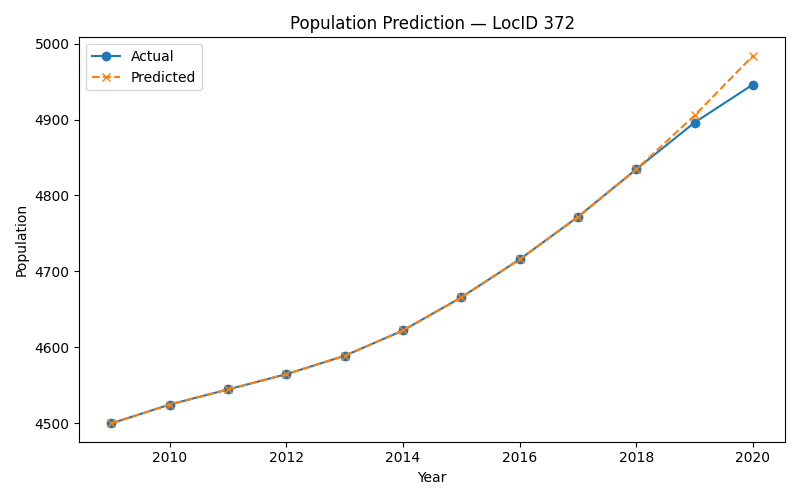 Population Prediction — LocID 372
Actual
Predicted
5000
4900
4800
4700
4600
4500
Population
2010 2012 2014 2016 2018 2020
Year